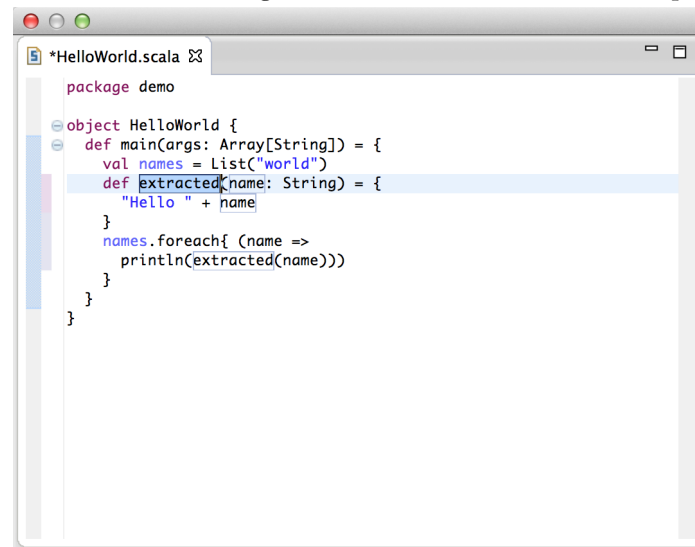 *HelloWorld.scala
package demo
object HelloWorld {
def main(args: Array[String]) = {
val names = List("world")
def extracted(name: String) = {
"Hello " + name
}
names.foreach{ (name =>
println(extracted(name)))
}
}
}